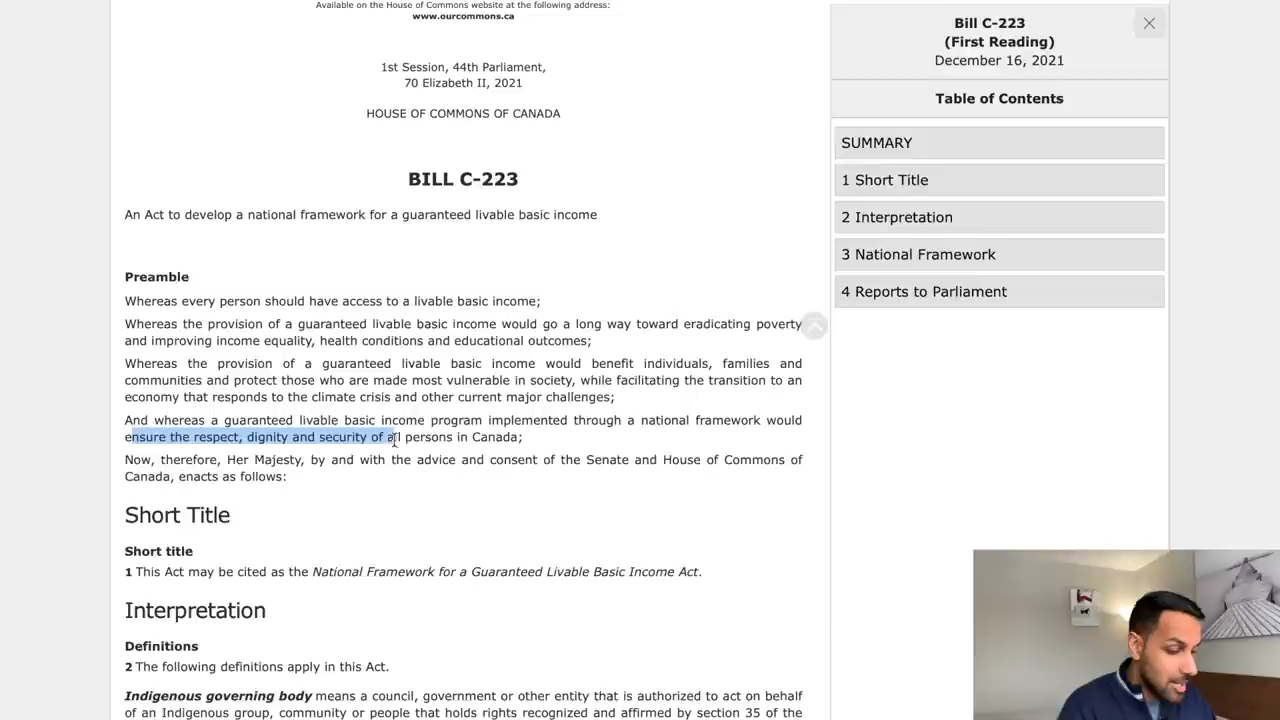 Available on the House of Commons website at the following address:
www.ourcommons.ca
1st Session, 44th Parliament,
70 Elizabeth II, 2021
HOUSE OF COMMONS OF CANADA
BILL C-223
An Act to develop a national framework for a guaranteed livable basic income
Preamble
Whereas every person should have access to a livable basic income;
Whereas the provision of a guaranteed livable basic income would go a long way toward eradicating poverty
and improving income equality, health conditions and educational outcomes;
Whereas the provision of a guaranteed livable basic income would benefit individuals, families and
communities and protect those who are made most vulnerable in society, while facilitating the transition to an
economy that responds to the climate crisis and other current major challenges;
And whereas a guaranteed livable basic income program implemented through a national framework would
ensure the respect, dignity and security of all persons in Canada;
Now, therefore, Her Majesty, by and with the advice and consent of the Senate and House of Commons of
Canada, enacts as follows:
Short Title
Short title
1 This Act may be cited as the National Framework for a Guaranteed Livable Basic Income Act.
Interpretation
Definitions
2 The following definitions apply in this Act.
Indigenous governing body means a council, government or other entity that is authorized to act on behalf
of an Indigenous group, community or people that holds rights recognized and affirmed by section 35 of the
Bill C-223
(First Reading)
December 16, 2021
Table of Contents
SUMMARY
1 Short Title
2 Interpretation
3 National Framework
4 Reports to Parliament